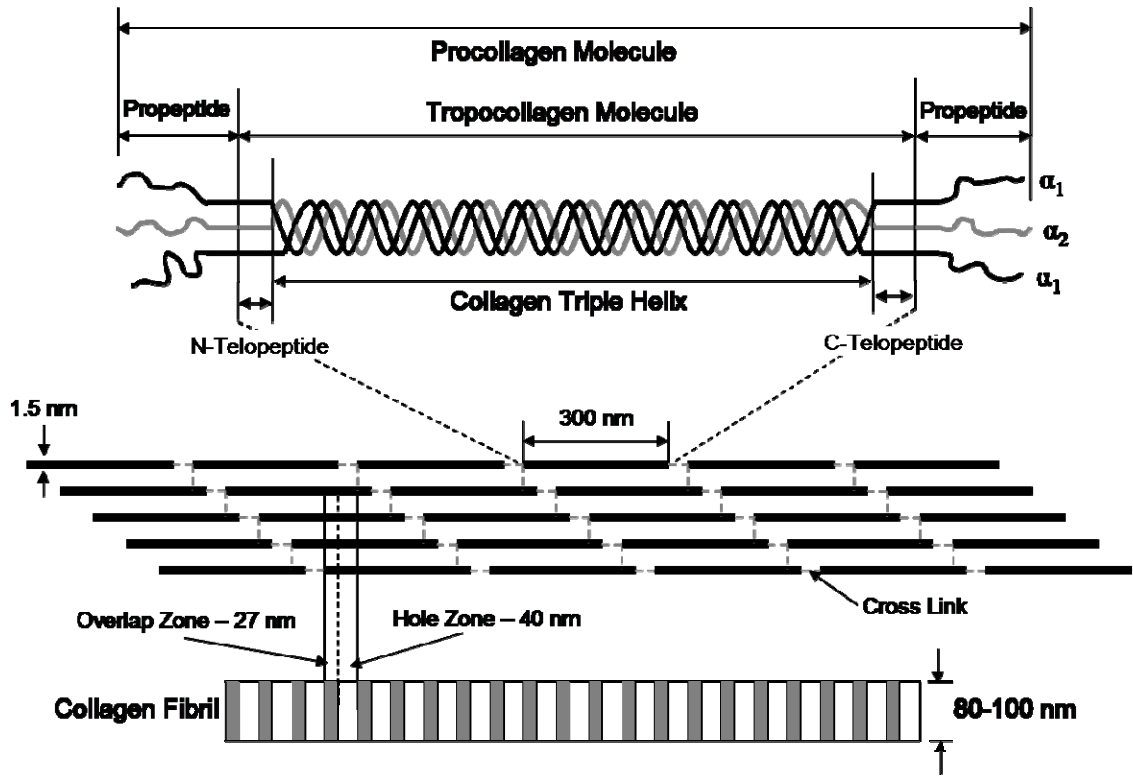 Procollagen Molecule
Propeptide
Tropocollagen Molecule
Propeptide
α1
α2
α1
Collagen Triple Helix
N-Telopeptide
C-Telopeptide
1.5 nm
300 nm
Cross Link
Overlap Zone – 27 nm
Hole Zone – 40 nm
Collagen Fibril
80-100 nm